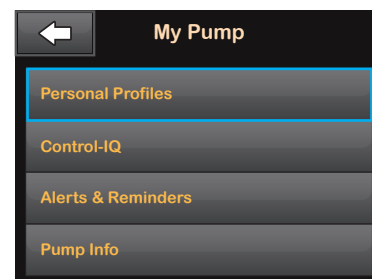 My Pump
Personal Profiles
Control-IQ
Alerts & Reminders
Pump Info